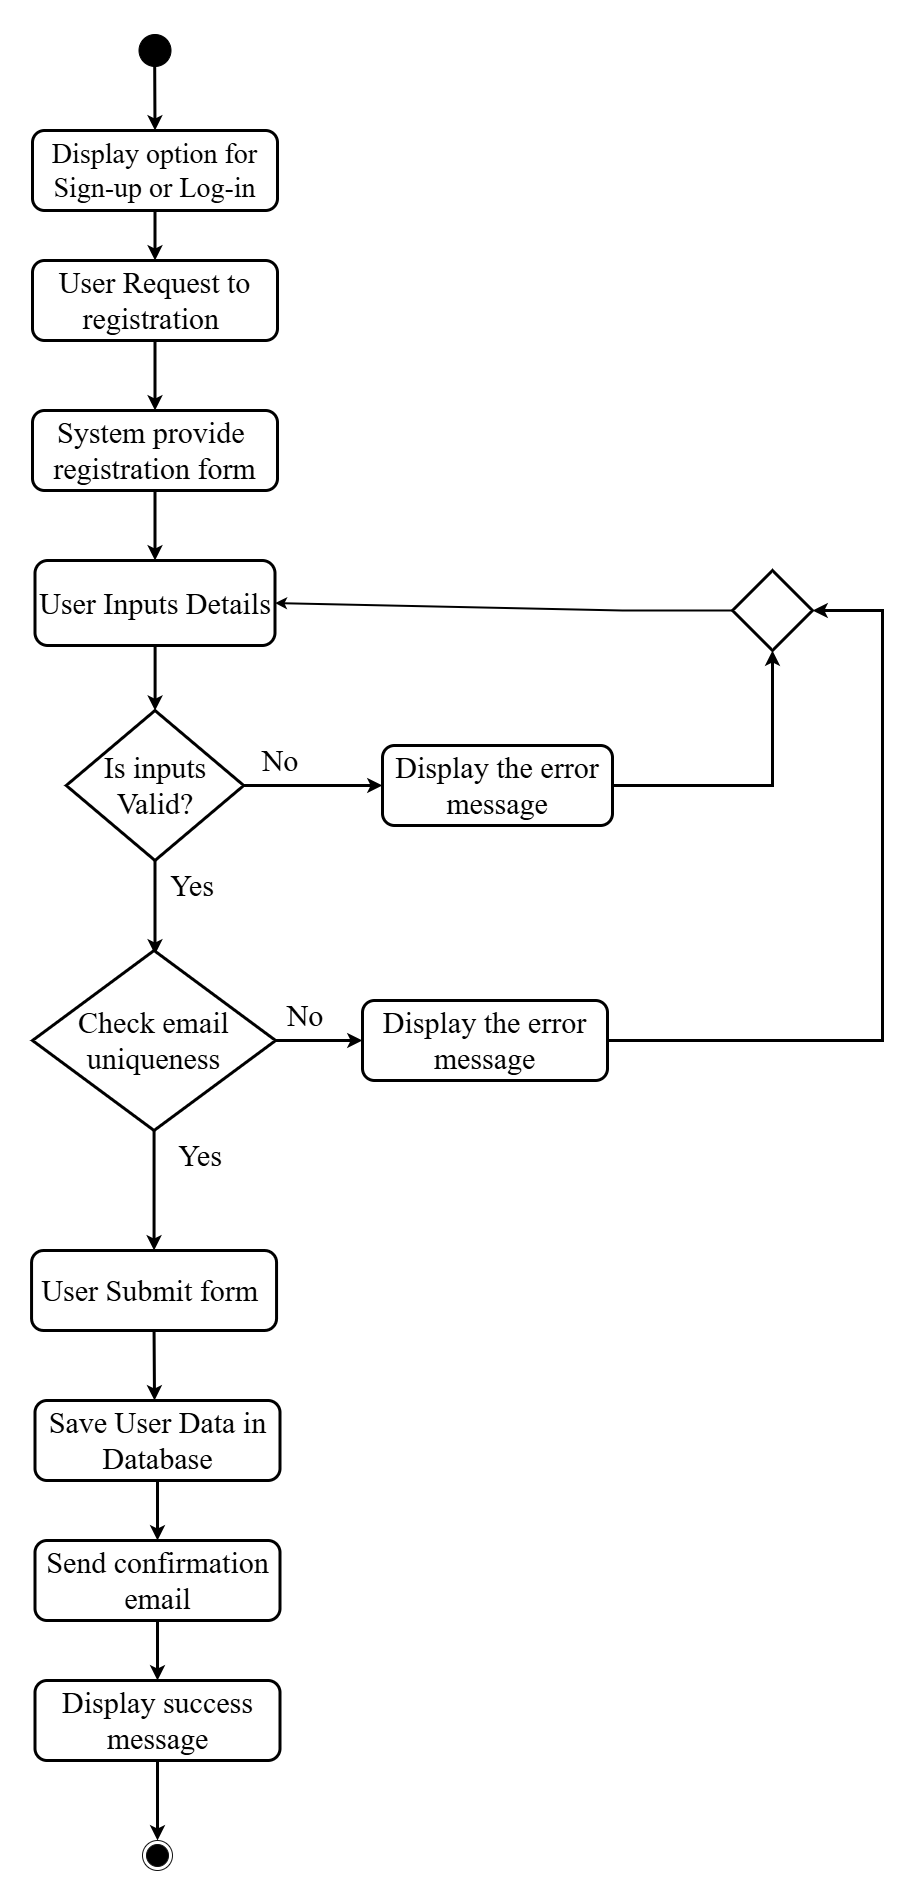 Display option for
Sign-up or Log-in
User Request to
registration
System provide
registration form
User Inputs Details
Is inputs
Valid?
No
Display the error
message
Yes
Check email
uniqueness
No
Display the error
message
Yes
User Submit form
Save User Data in
Database
Send confirmation
email
Display success
message